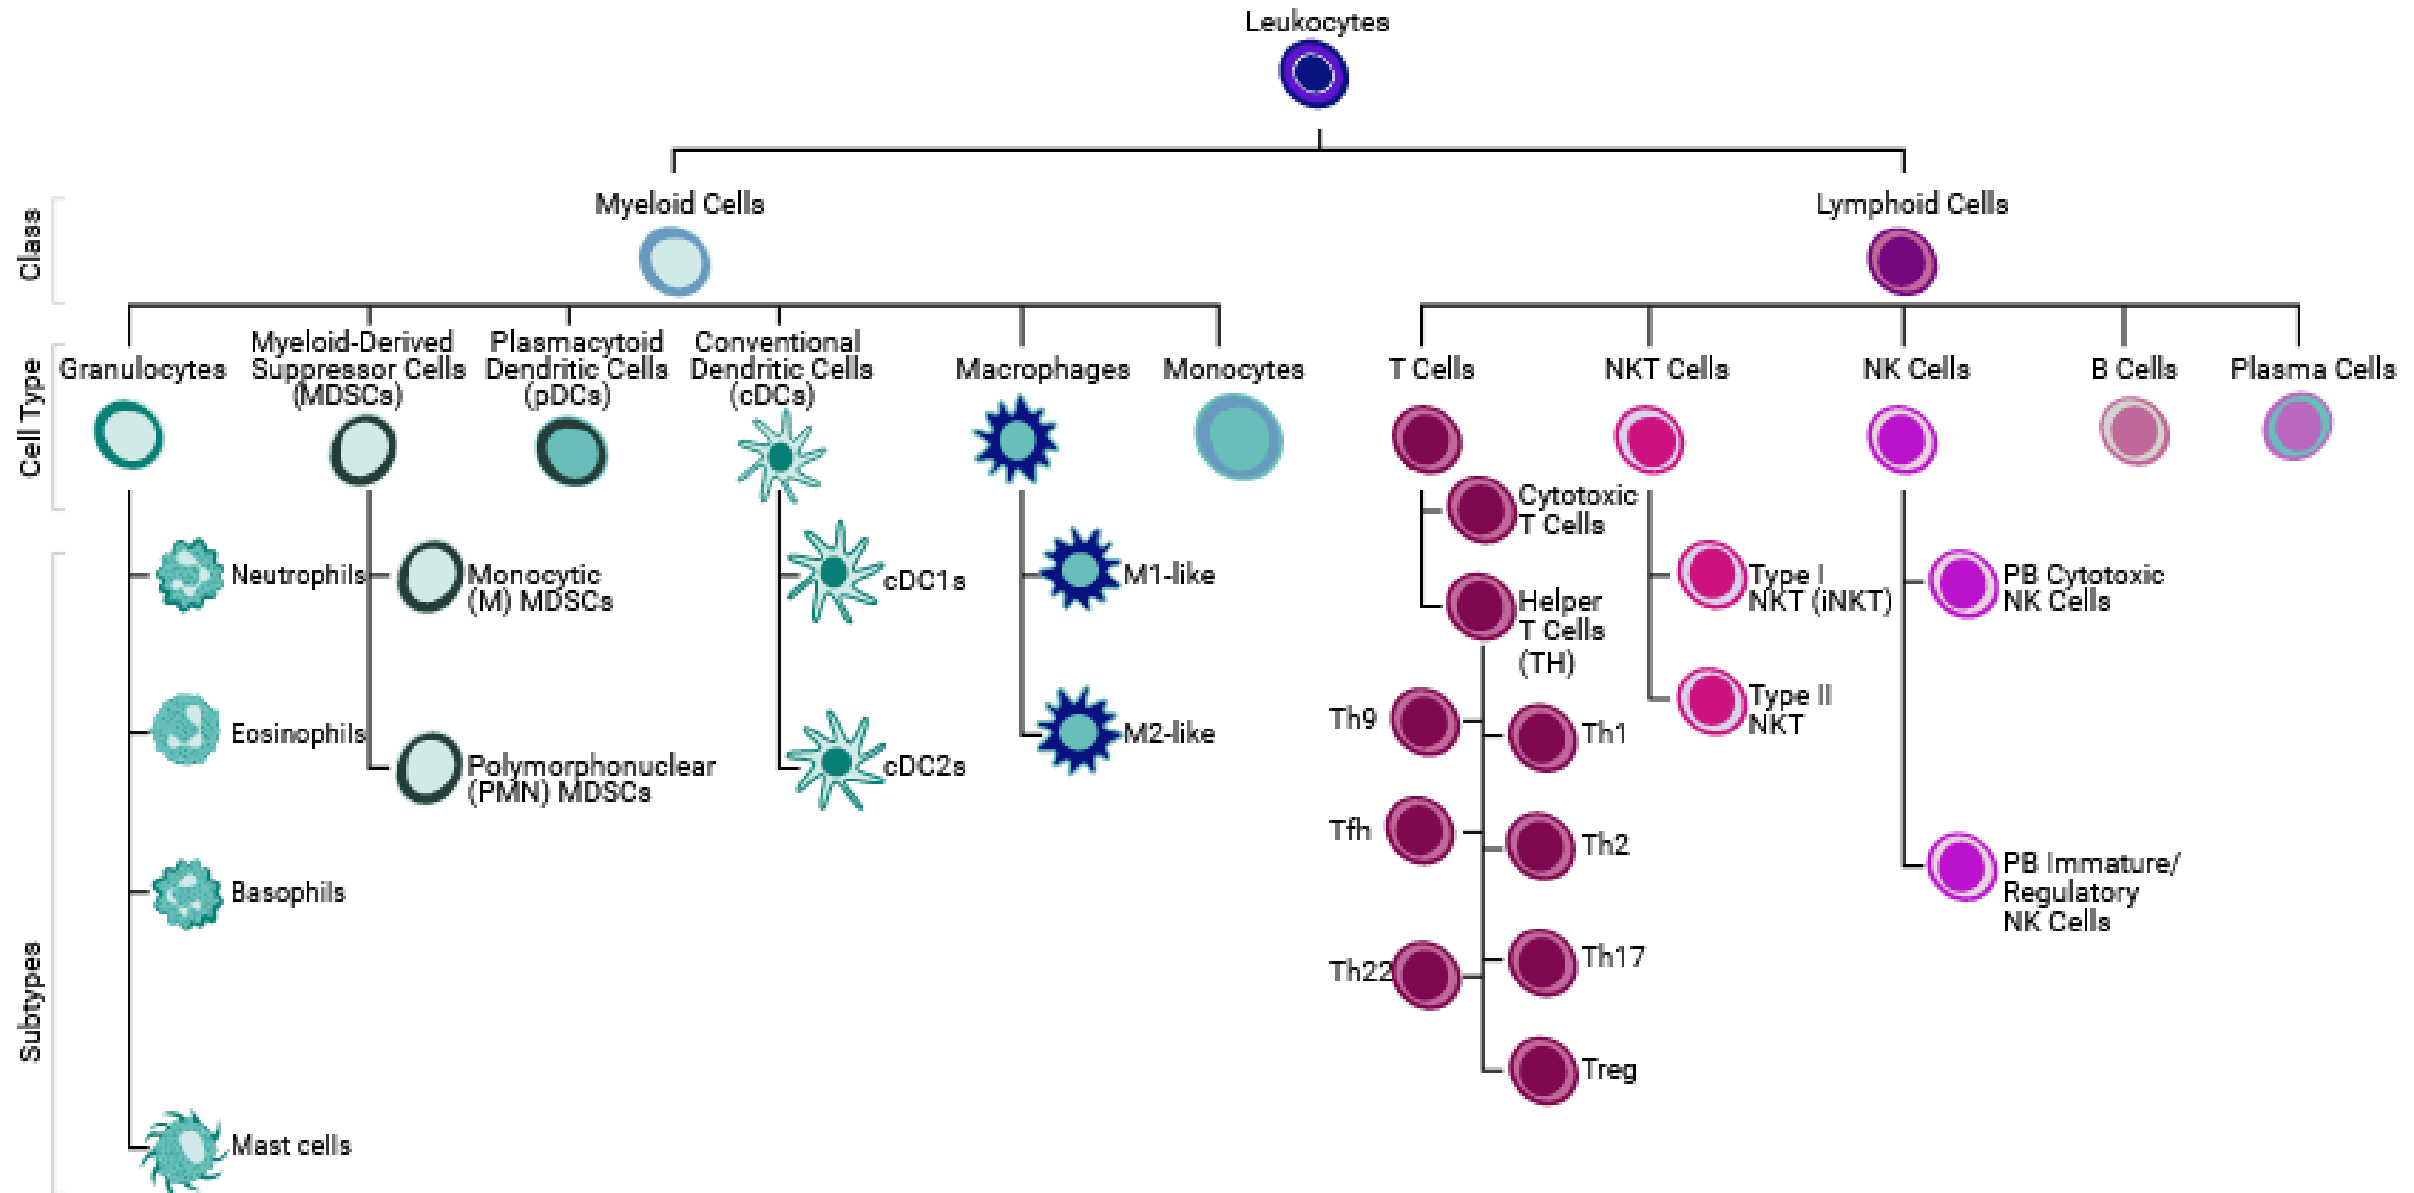 Leukocytes
Myeloid Cells
Lymphoid Cells
Class
Cell Type
Granulocytes
Myeloid-Derived
Suppressor Cells
(MDSCs)
Plasmacytoid
Dendritic Cells
(pDCs)
Conventional
Dendritic Cells
(cDCs)
Macrophages
Monocytes
T Cells
NKT Cells
NK Cells
B Cells
Plasma Cells
Subtypes
Neutrophils
Eosinophils
Basophils
Mast cells
Monocytic
(M) MDSCs
Polymorphonuclear
(PMN) MDSCs
cDC1s
cDC2s
M1-like
M2-like
Cytotoxic
T Cells
Helper
T Cells
(TH)
Th9
Th1
Tfh
Th2
Th22
Th17
Treg
Type I
NKT (iNKT)
Type II
NKT
PB Cytotoxic
NK Cells
PB Immature/
Regulatory
NK Cells